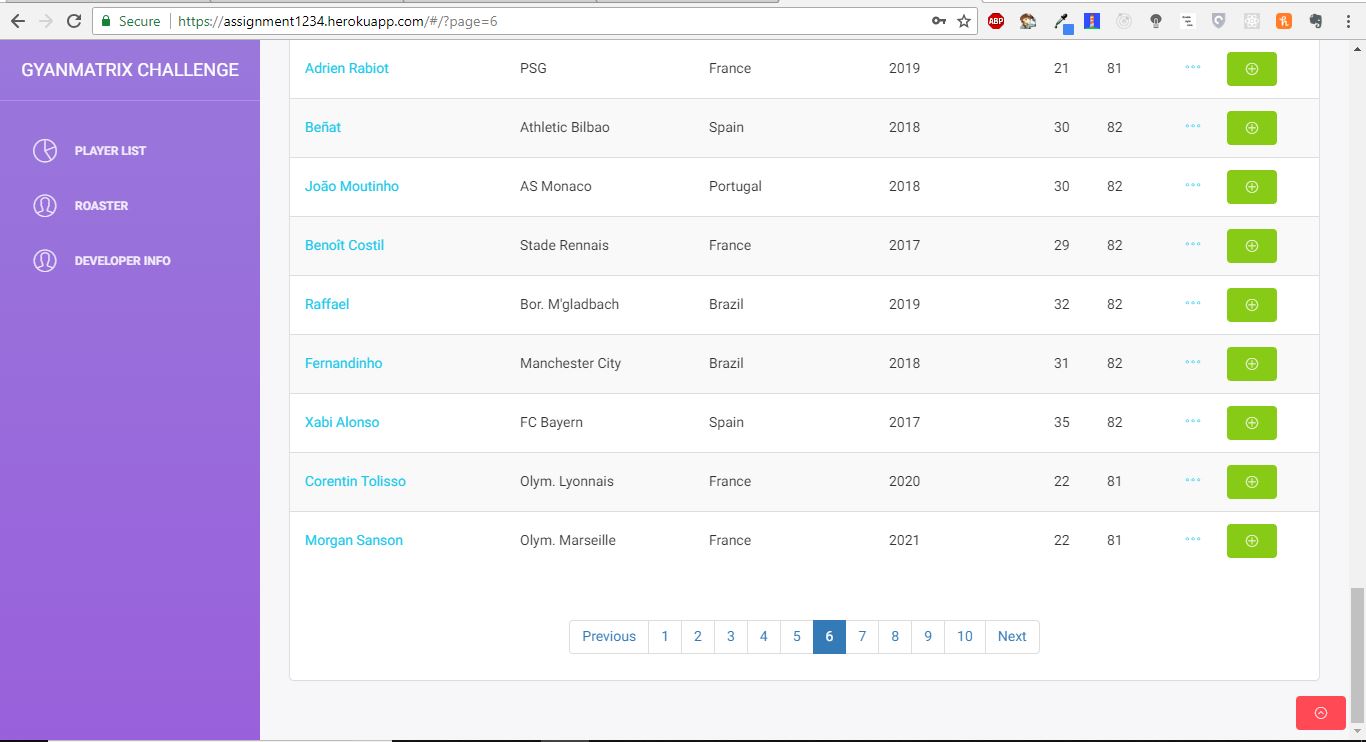 Secure https://assignment1234.herokuapp.com/#/?page=6
ABP
GYANMATRIX CHALLENGE
PLAYER LIST
ROASTER
DEVELOPER INFO
Adrien Rabiot PSG France 2019 21 81
Beñat Athletic Bilbao Spain 2018 30 82
João Moutinho AS Monaco Portugal 2018 30 82
Benoît Costil Stade Rennais France 2017 29 82
Raffael Bor. M'gladbach Brazil 2019 32 82
Fernandinho Manchester City Brazil 2018 31 82
Xabi Alonso FC Bayern Spain 2017 35 82
Corentin Tolisso Olym. Lyonnais France 2020 22 81
Morgan Sanson Olym. Marseille France 2021 22 81
Previous 1 2 3 4 5 6 7 8 9 10 Next